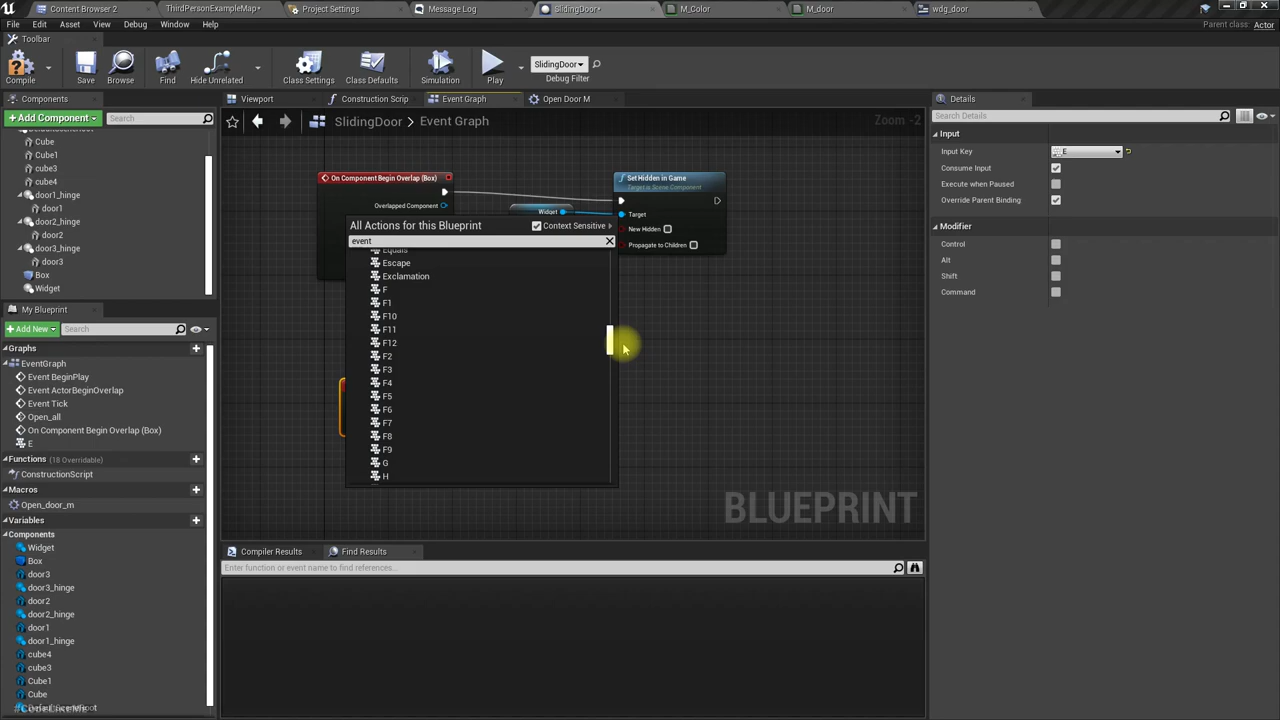 Content Browser 2
ThirdPersonExampleMap*
Project Settings
Message Log
SlidingDoor*
M_Color
M_door
wdg_door
File Edit Asset View Debug Window Help
Parent class: Actor
Toolbar
Compile Save Browse Find Hide Unrelated Class Settings Class Defaults Simulation Play
SlidingDoor
Debug Filter
Components
+Add Component
Search
Cube
Cube1
cube3
cube4
door1_hinge
door1
door2_hinge
door2
door3_hinge
door3
Box
Widget
My Blueprint
+Add New
Search
Graphs
EventGraph
Event BeginPlay
Event ActorBeginOverlap
Event Tick
Open_all
On Component Begin Overlap (Box)
E
Functions (18 Overridable)
ConstructionScript
Macros
Open_door_m
Variables
Components
Widget
Box
door3
door3_hinge
door2
door2_hinge
door1
door1_hinge
cube4
cube3
Cube1
Cube
Viewport
Construction Scrip
Event Graph
Open Door M
SlidingDoor > Event Graph
Zoom -2
On Component Begin Overlap (Box)
Overlapped Component
Widget
Set Hidden in Game
Target is Scene Component
Target
New Hidden
Propagate to Children
All Actions for this Blueprint
Context Sensitive
event
Equals
Escape
Exclamation
F
F1
F10
F11
F12
F2
F3
F4
F5
F6
F7
F8
F9
G
H
BLUEPRINT
Compiler Results
Find Results
Enter function or event name to find references...
Details
Search Details
Input
Input Key
E
Consume Input
Execute when Paused
Override Parent Binding
Modifier
Control
Alt
Shift
Command